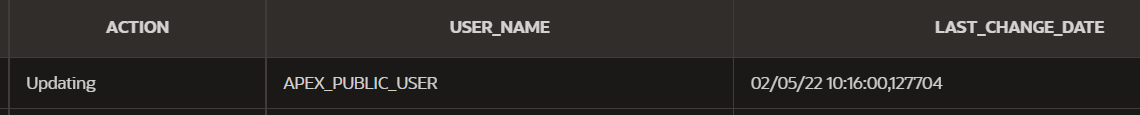 ACTION USER_NAME LAST_CHANGE_DATE
Updating APEX_PUBLIC_USER 02/05/22 10:16:00,127704